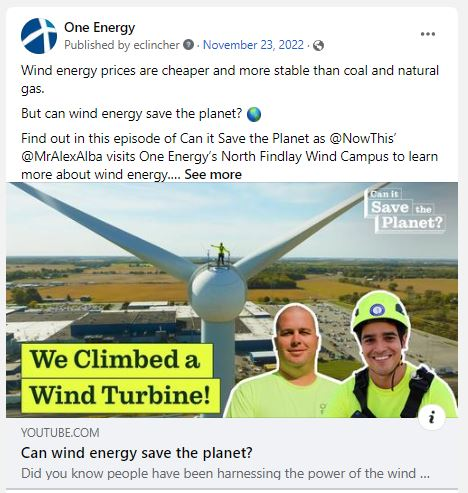 One Energy
Published by eclincher · November 23, 2022 ·
Wind energy prices are cheaper and more stable than coal and natural
gas.
But can wind energy save the planet? 🌎
Find out in this episode of Can it Save the Planet as @NowThis'
@MrAlexAlba visits One Energy's North Findlay Wind Campus to learn
more about wind energy.... See more
Can it
Save the
Planet?
We Climbed a
Wind Turbine!
i
YOUTUBE.COM
Can wind energy save the planet?
Did you know people have been harnessing the power of the wind ...